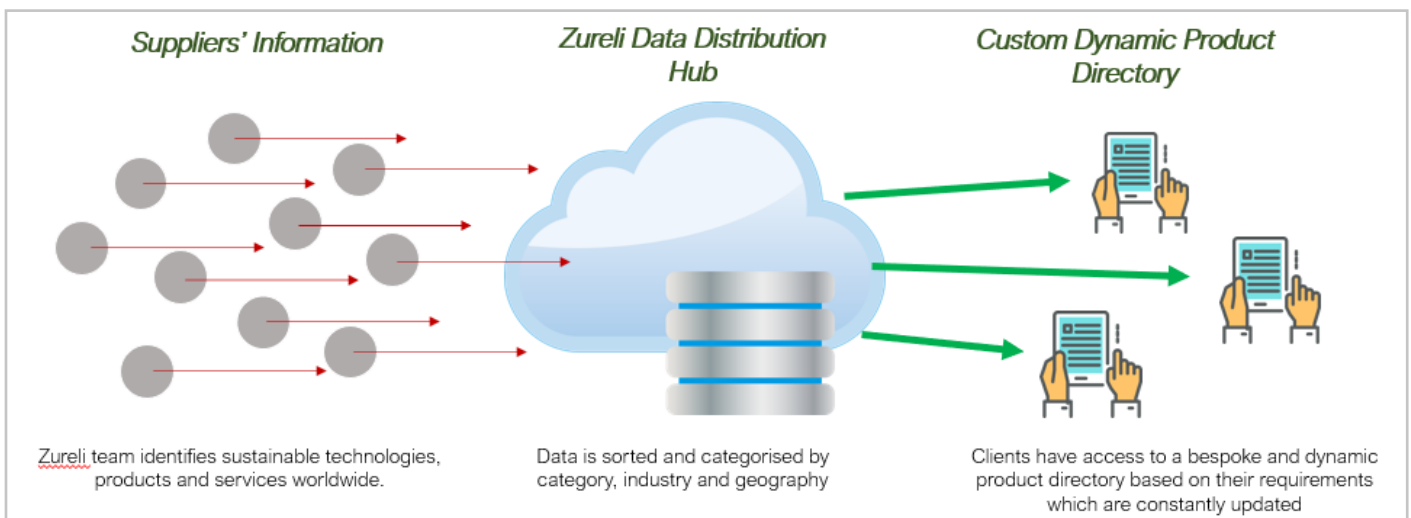 Suppliers' Information
Zureli Data Distribution
Hub
Custom Dynamic Product
Directory
Zureli team identifies sustainable technologies,
products and services worldwide.
Data is sorted and categorised by
category, industry and geography
Clients have access to a bespoke and dynamic
product directory based on their requirements
which are constantly updated